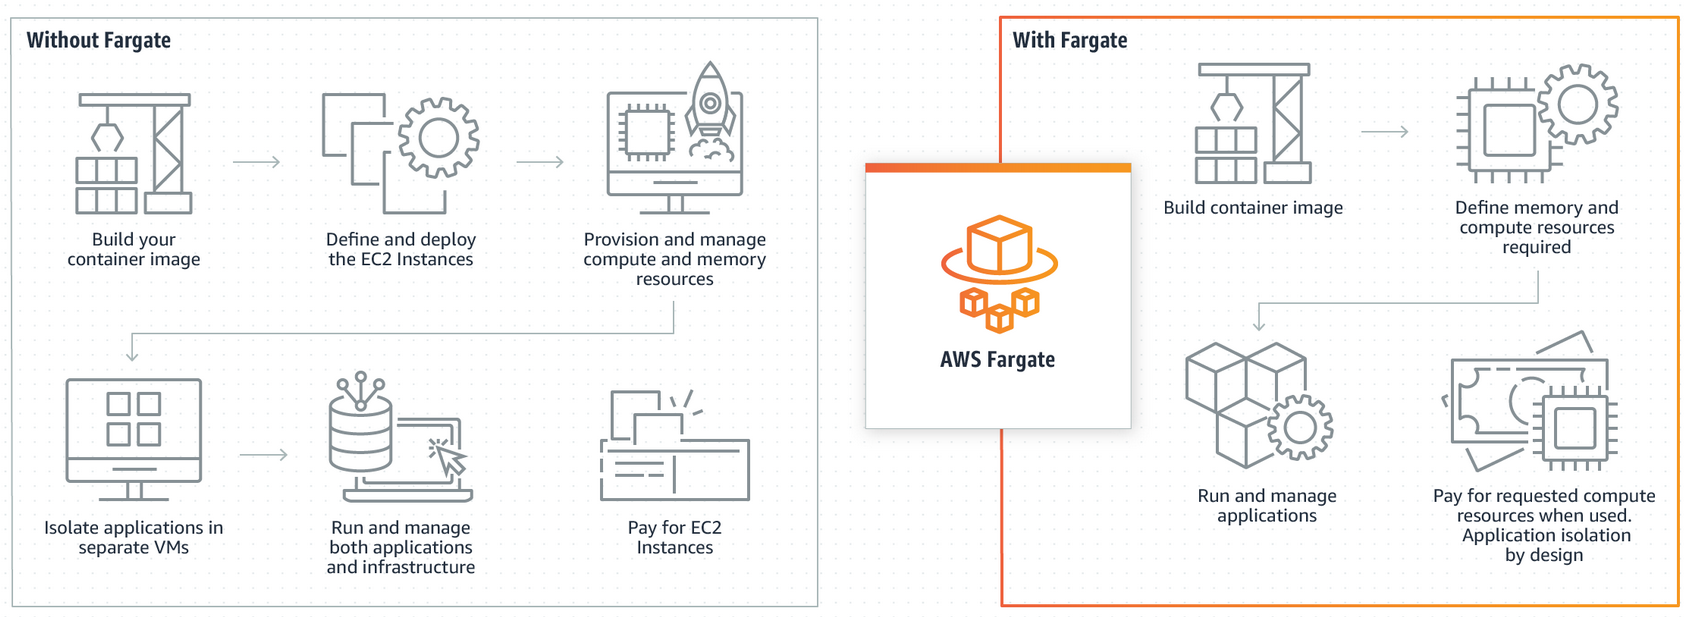 Without Fargate
Build your
container image
Define and deploy
the EC2 Instances
Provision and manage
compute and memory
resources
Isolate applications in
separate VMs
Run and manage
both applications
and infrastructure
Pay for EC2
Instances
AWS Fargate
With Fargate
Build container image
Define memory and
compute resources
required
Run and manage
applications
Pay for requested compute
resources when used.
Application isolation
by design